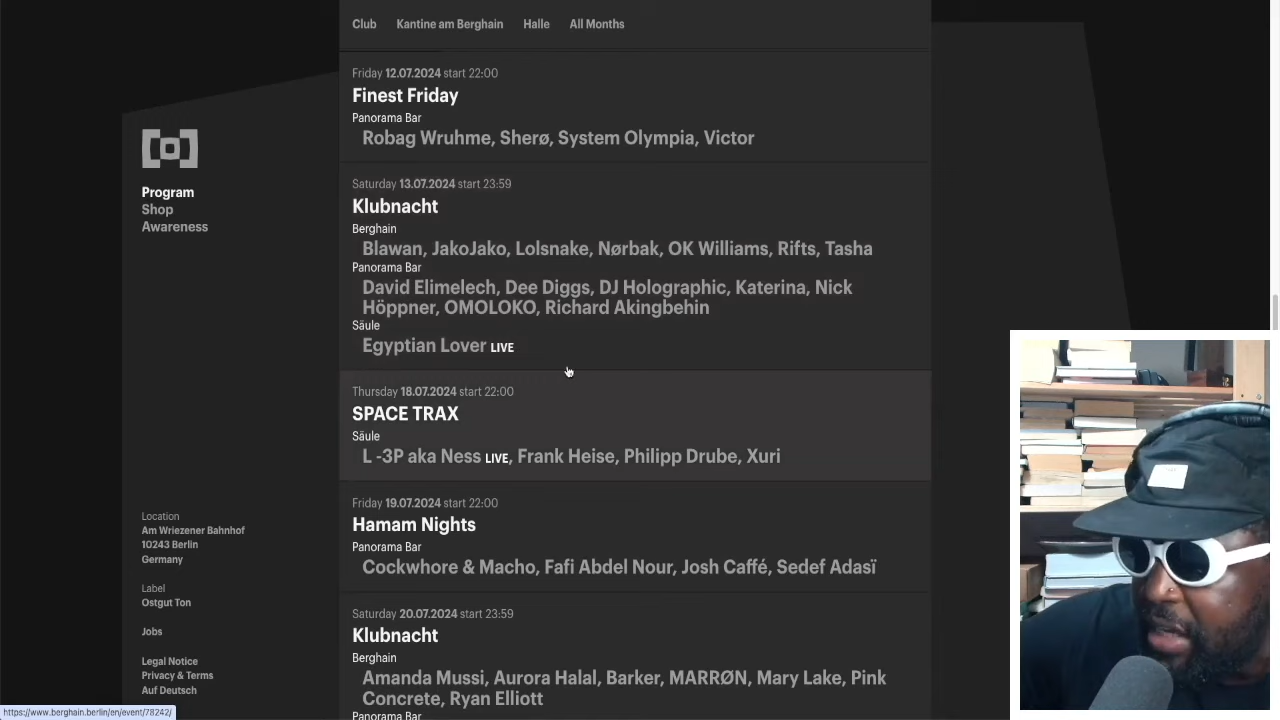 Club Kantine am Berghain Halle All Months
Friday 12.07.2024 start 22:00
Finest Friday
Panorama Bar
Robag Wruhme, Sherø, System Olympia, Victor
Saturday 13.07.2024 start 23:59
Klubnacht
Berghain
Blawan, JakoJako, Lolsnake, Nørbak, OK Williams, Rifts, Tasha
Panorama Bar
David Elimelech, Dee Diggs, DJ Holographic, Katerina, Nick
Höppner, OMOLOKO, Richard Akingbehin
Säule
Egyptian Lover LIVE
Thursday 18.07.2024 start 22:00
SPACE TRAX
Säule
L -3P aka Ness LIVE, Frank Heise, Philipp Drube, Xuri
Friday 19.07.2024 start 22:00
Hamam Nights
Panorama Bar
Cockwhore & Macho, Fafi Abdel Nour, Josh Caffé, Sedef Adasï
Saturday 20.07.2024 start 23:59
Klubnacht
Berghain
Amanda Mussi, Aurora Halal, Barker, MARRØN, Mary Lake, Pink
Concrete, Ryan Elliott
Panorama Bar
Program
Shop
Awareness
Location
Am Wriezener Bahnhof
10243 Berlin
Germany
Label
Ostgut Ton
Jobs
Legal Notice
Privacy & Terms
Auf Deutsch
https://www.berghain.berlin/en/event/78242/